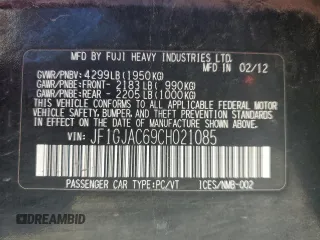 MFD BY FUJI HEAVY INDUSTRIES LTD.
MFD IN 02/12
GVWR/PNBV: 4299LB(1950KG)
GAWR/PNBE:FRONT- 2183LB( 990KG)
GAWR/PNBE:REAR - 2205LB(1000KG)
THIS VEHICLE CONFORMS TO ALL APPLICABLE
FEDERAL MOTOR VEHICLE
SAFETY, BUMPER, AND THEFT PREVENTION
STANDARDS IN EFFECT ON THE
DATE OF MANUFACTURE SHOWN ABOVE.
VIN: JF1GJAC69CH021085
PASSENGER CAR TYPE: PC/VT
ICES/NMB-002
DREAMBID